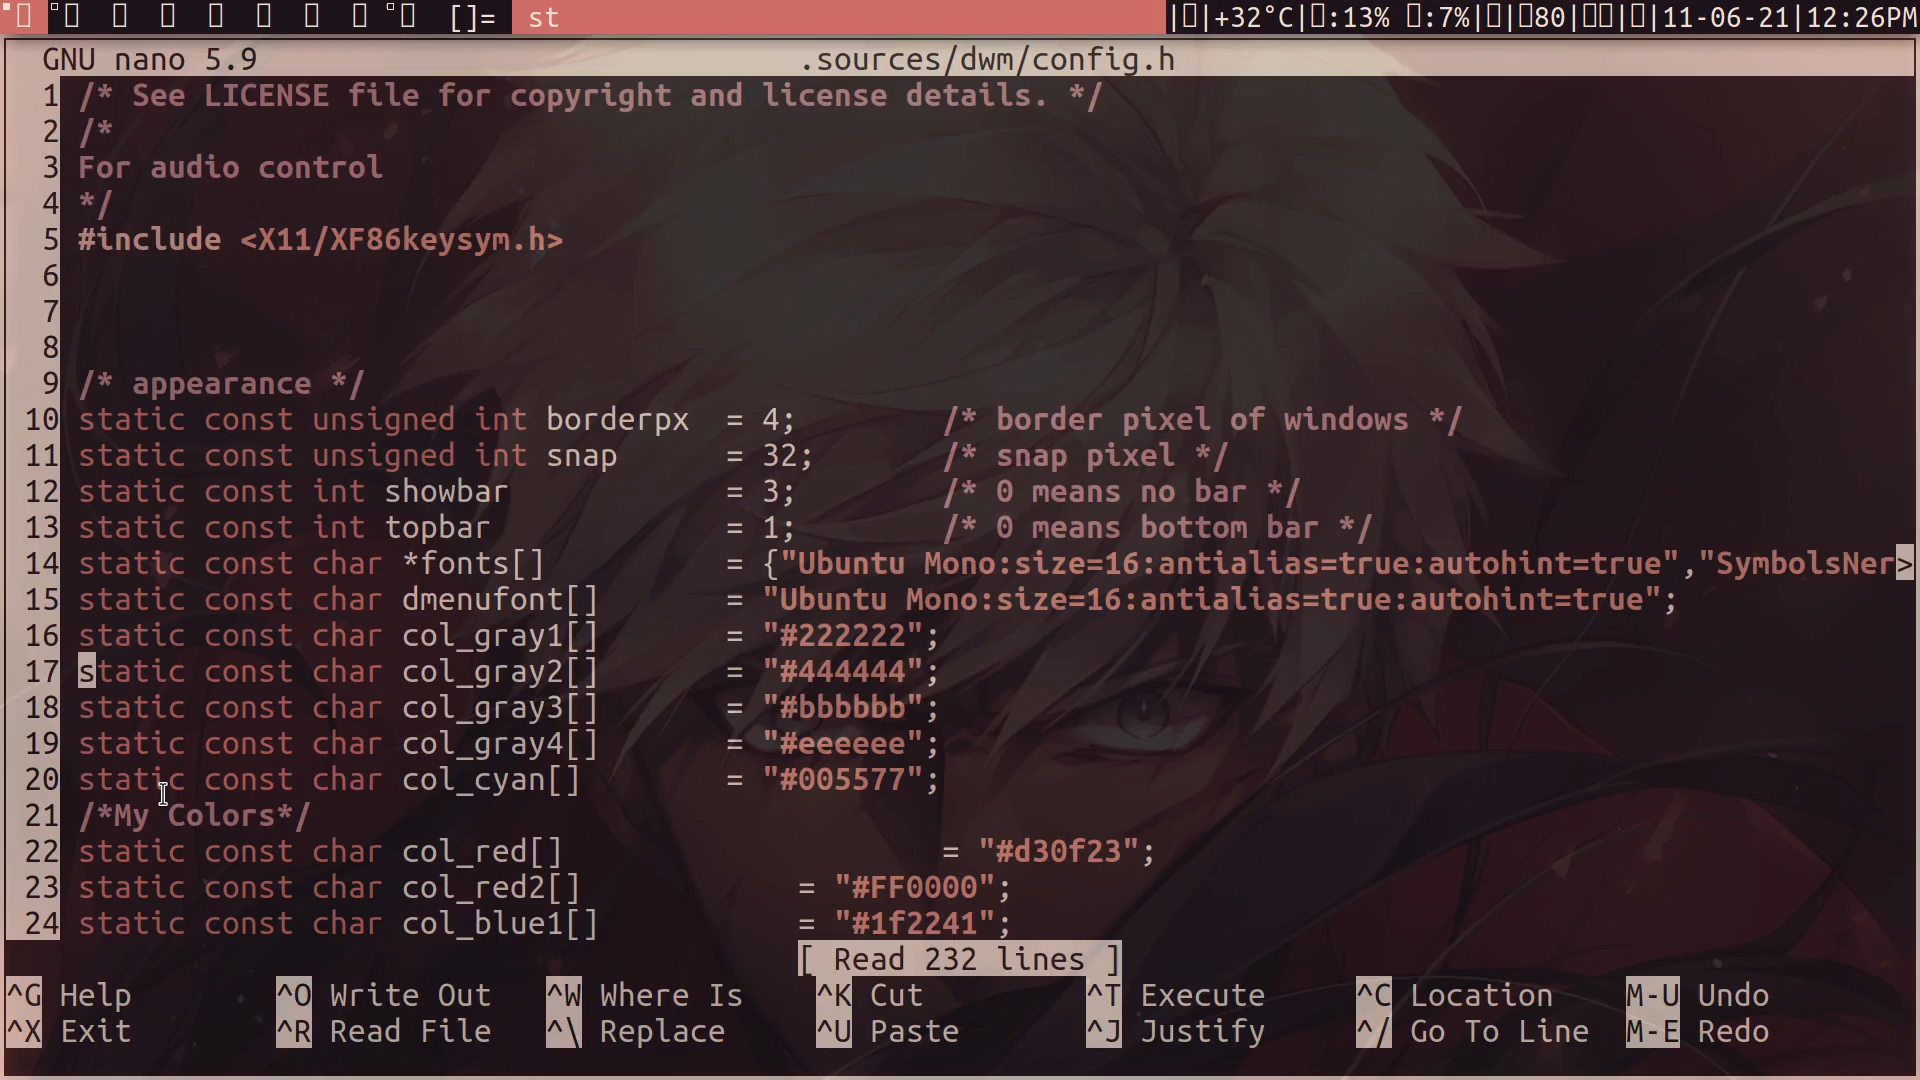 []= st |▯|+32°C|▯:13% ▯:7%|▯|▯80|▯▯|▯|11-06-21|12:26PM
GNU nano 5.9 .sources/dwm/config.h
1 /* See LICENSE file for copyright and license details. */
2 /*
3 For audio control
4 */
5 #include <X11/XF86keysym.h>
6
7
8
9 /* appearance */
10 static const unsigned int borderpx = 4; /* border pixel of windows */
11 static const unsigned int snap = 32; /* snap pixel */
12 static const int showbar = 3; /* 0 means no bar */
13 static const int topbar = 1; /* 0 means bottom bar */
14 static const char *fonts[] = {"Ubuntu Mono:size=16:antialias=true:autohint=true","SymbolsNer>
15 static const char dmenufont[] = "Ubuntu Mono:size=16:antialias=true:autohint=true";
16 static const char col_gray1[] = "#222222";
17 static const char col_gray2[] = "#444444";
18 static const char col_gray3[] = "#bbbbbb";
19 static const char col_gray4[] = "#eeeeee";
20 static const char col_cyan[] = "#005577";
21 /*My Colors*/
22 static const char col_red[] = "#d30f23";
23 static const char col_red2[] = "#FF0000";
24 static const char col_blue1[] = "#1f2241";
[ Read 232 lines ]
^G Help ^O Write Out ^W Where Is ^K Cut ^T Execute ^C Location M-U Undo
^X Exit ^R Read File ^\ Replace ^U Paste ^J Justify ^/ Go To Line M-E Redo